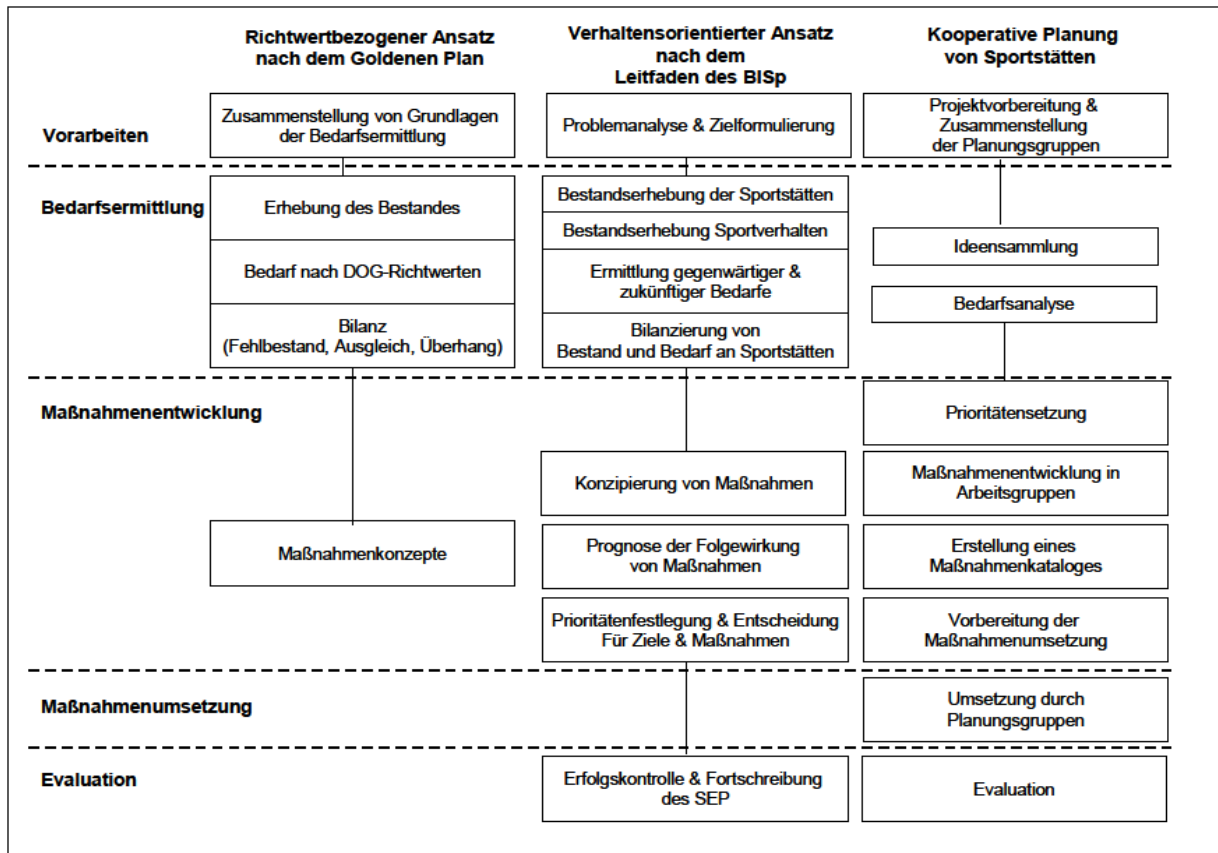 Richtwertbezogener Ansatz
nach dem Goldenen Plan
Verhaltensorientierter Ansatz
nach dem
Leitfaden des BISp
Kooperative Planung
von Sportstätten
Vorarbeiten
Zusammenstellung von Grundlagen
der Bedarfsermittlung
Problemanalyse & Zielformulierung
Projektvorbereitung &
Zusammenstellung
der Planungsgruppen
Bedarfsermittlung
Erhebung des Bestandes
Bedarf nach DOG-Richtwerten
Bilanz
(Fehlbestand, Ausgleich, Überhang)
Bestandserhebung der Sportstätten
Bestandserhebung Sportverhalten
Ermittlung gegenwärtiger &
zukünftiger Bedarfe
Bilanzierung von
Bestand und Bedarf an Sportstätten
Ideensammlung
Bedarfsanalyse
Maßnahmenentwicklung
Maßnahmenkonzepte
Konzipierung von Maßnahmen
Prognose der Folgewirkung
von Maßnahmen
Prioritätenfestlegung & Entscheidung
Für Ziele & Maßnahmen
Prioritätensetzung
Maßnahmenentwicklung in
Arbeitsgruppen
Erstellung eines
Maßnahmenkataloges
Vorbereitung der
Maßnahmenumsetzung
Maßnahmenumsetzung
Umsetzung durch
Planungsgruppen
Evaluation
Erfolgskontrolle & Fortschreibung
des SEP
Evaluation